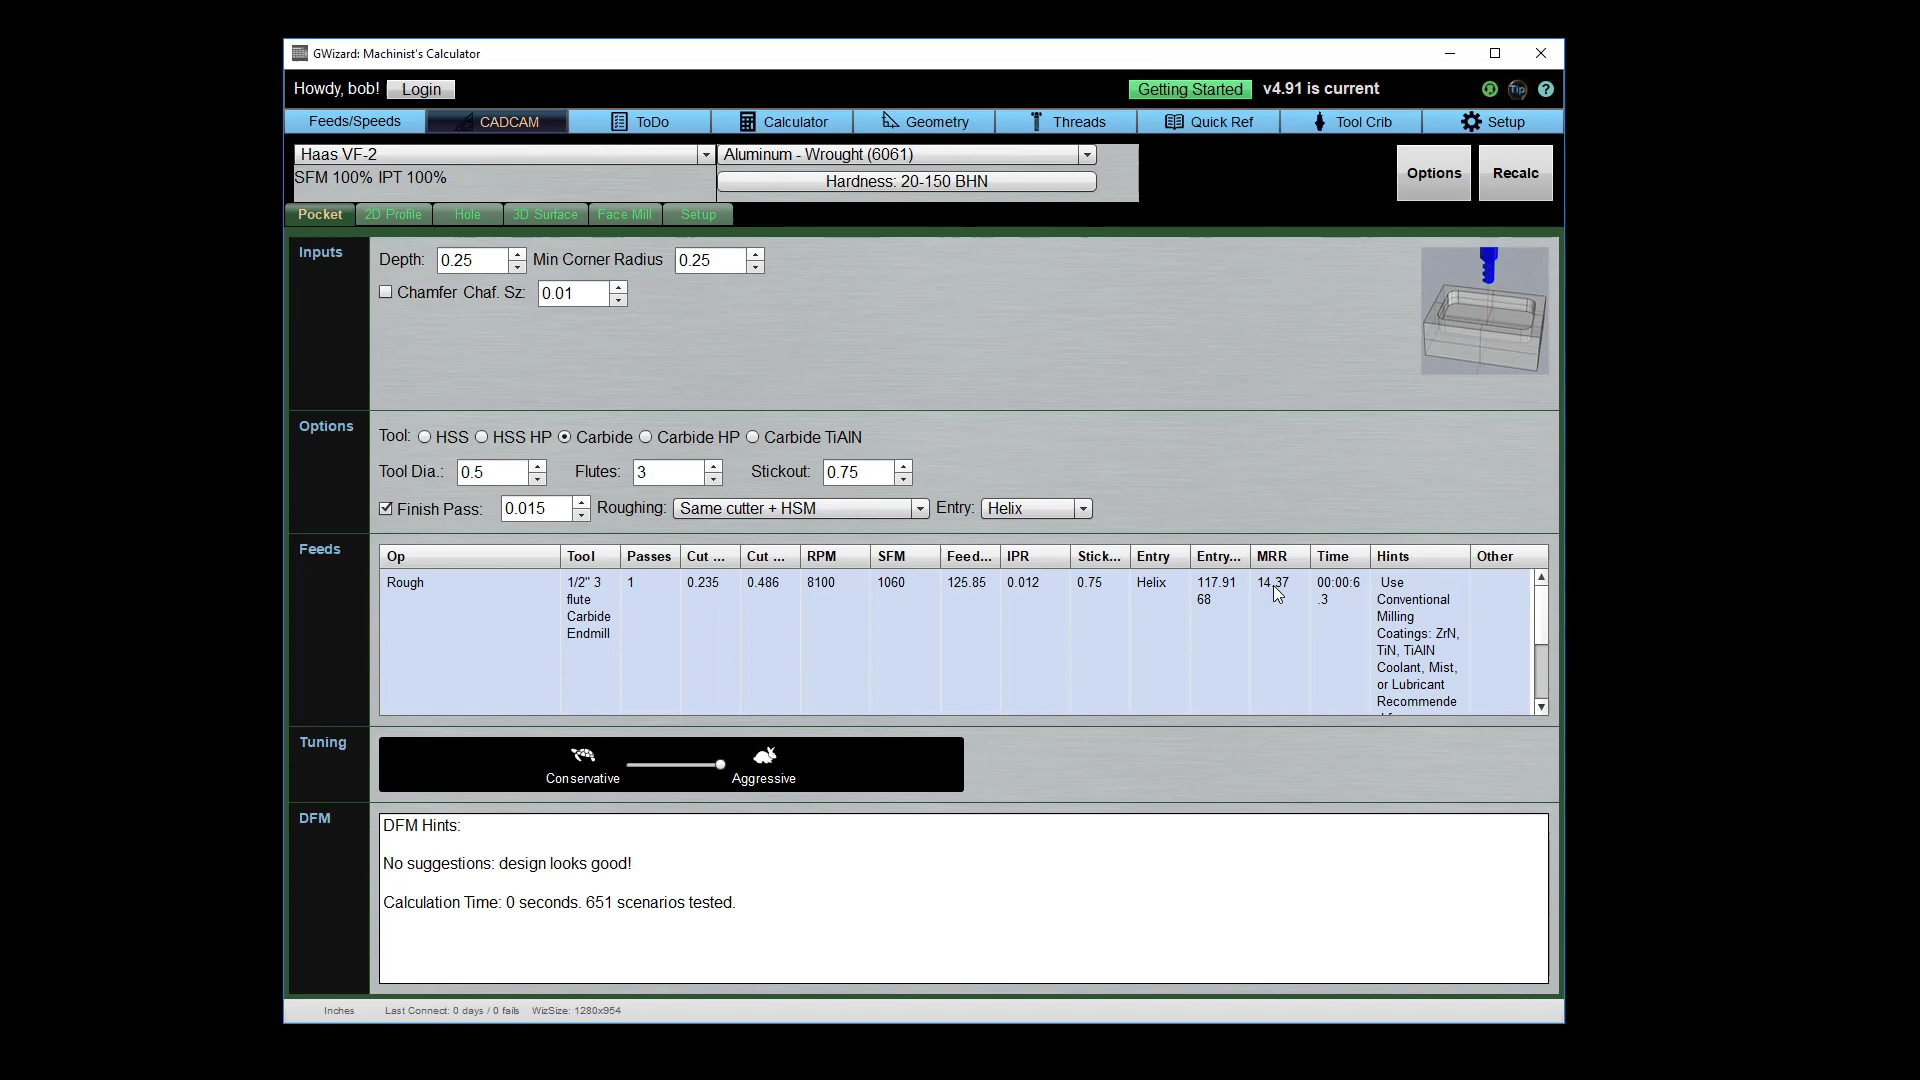 GWizard: Machinist's Calculator
Howdy, bob! Login Getting Started v4.91 is current Tip ?
Feeds/Speeds CADCAM ToDo Calculator Geometry Threads Quick Ref Tool Crib Setup
Haas VF-2 Aluminum - Wrought (6061)
SFM 100% IPT 100% Hardness: 20-150 BHN Options Recalc
Pocket 2D Profile Hole 3D Surface Face Mill Setup
Inputs Depth: 0.25 Min Corner Radius 0.25
Chamfer Chaf. Sz: 0.01
Options Tool: HSS HSS HP Carbide Carbide HP Carbide TiAlN
Tool Dia.: 0.5 Flutes: 3 Stickout: 0.75
Finish Pass: 0.015 Roughing: Same cutter + HSM Entry: Helix
Feeds Op Tool Passes Cut ... Cut ... RPM SFM Feed... IPR Stick... Entry Entry... MRR Time Hints Other
Rough 1/2" 3 1 0.235 0.486 8100 1060 125.85 0.012 0.75 Helix 117.91 14.37 00:00:6 Use
flute 68 .3 Conventional
Carbide Milling
Endmill Coatings: ZrN,
TiN, TiAlN
Coolant, Mist,
or Lubricant
Recommende
Tuning
Conservative Aggressive
DFM
DFM Hints:
No suggestions: design looks good!
Calculation Time: 0 seconds. 651 scenarios tested.
Inches Last Connect: 0 days / 0 fails WizSize: 1280x954